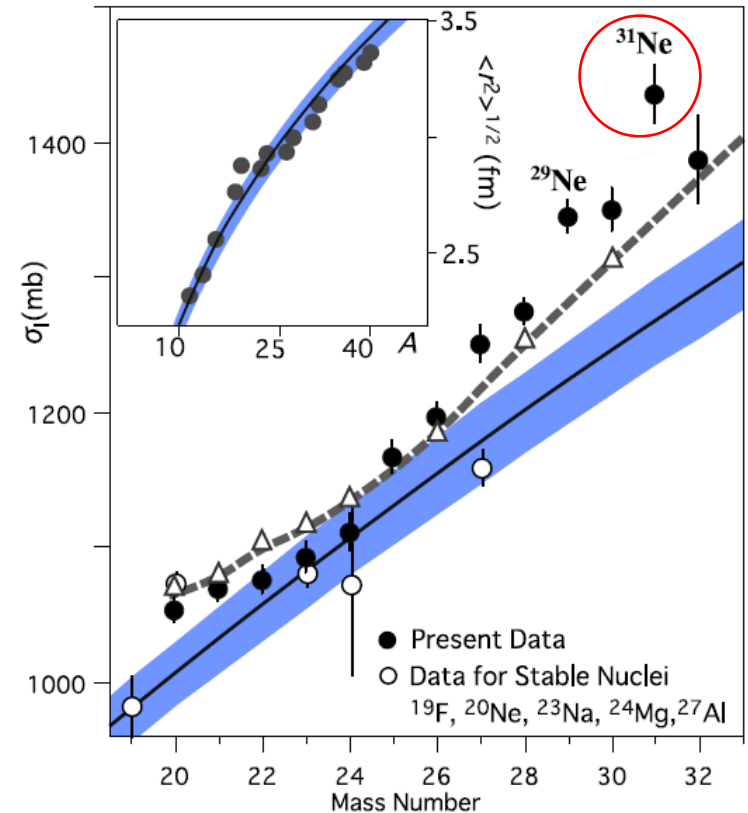 3.5
<r²>¹/² (fm)
2.5
10 25 40 A
³¹Ne
²⁹Ne
1400
1200
1000
σI(mb)
Present Data
Data for Stable Nuclei
¹⁹F, ²⁰Ne, ²³Na, ²⁴Mg,²⁷Al
20 22 24 26 28 30 32
Mass Number